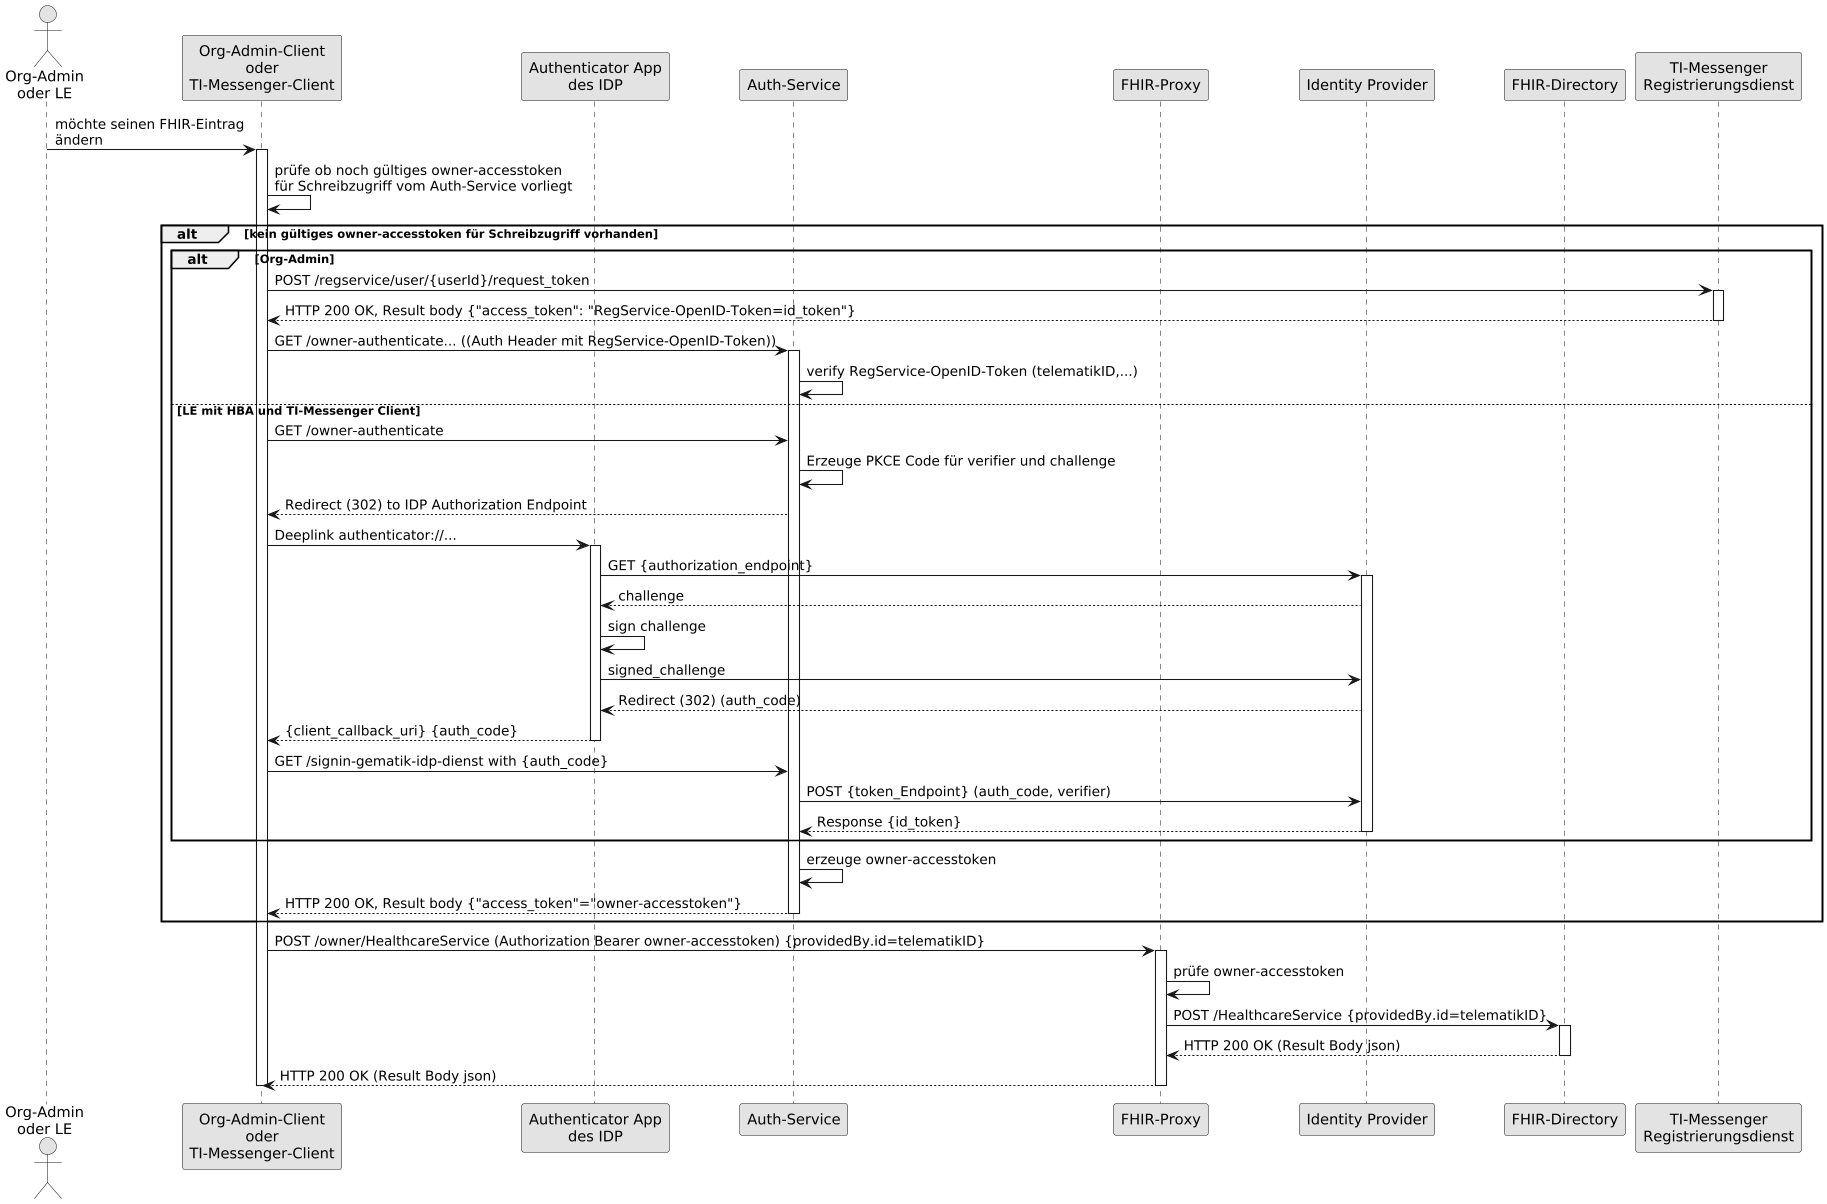 Org-Admin
oder LE
Org-Admin-Client
oder
TI-Messenger-Client
Authenticator App
des IDP
Auth-Service
FHIR-Proxy
Identity Provider
FHIR-Directory
TI-Messenger
Registrierungsdienst
möchte seinen FHIR-Eintrag
ändern
prüfe ob noch gültiges owner-accesstoken
für Schreibzugriff vom Auth-Service vorliegt
alt [kein gültiges owner-accesstoken für Schreibzugriff vorhanden]
alt [Org-Admin]
POST /regservice/user/{userId}/request_token
HTTP 200 OK, Result body {"access_token": "RegService-OpenID-Token=id_token"}
GET /owner-authenticate... ((Auth Header mit RegService-OpenID-Token))
verify RegService-OpenID-Token (telematikID,...)
[LE mit HBA und TI-Messenger Client]
GET /owner-authenticate
Erzeuge PKCE Code für verifier und challenge
Redirect (302) to IDP Authorization Endpoint
Deeplink authenticator://...
GET {authorization_endpoint}
challenge
sign challenge
signed_challenge
Redirect (302) (auth_code)
{client_callback_uri} {auth_code}
GET /signin-gematik-idp-dienst with {auth_code}
POST {token_Endpoint} (auth_code, verifier)
Response {id_token}
erzeuge owner-accesstoken
HTTP 200 OK, Result body {"access_token"="owner-accesstoken"}
POST /owner/HealthcareService (Authorization Bearer owner-accesstoken) {providedBy.id=telematikID}
prüfe owner-accesstoken
POST /HealthcareService {providedBy.id=telematikID}
HTTP 200 OK (Result Body json)
HTTP 200 OK (Result Body json)
Org-Admin
oder LE
Org-Admin-Client
oder
TI-Messenger-Client
Authenticator App
des IDP
Auth-Service
FHIR-Proxy
Identity Provider
FHIR-Directory
TI-Messenger
Registrierungsdienst